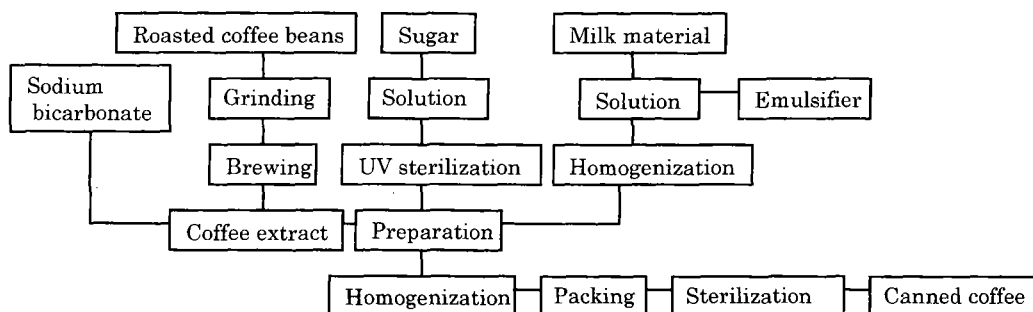 Roasted coffee beans
Sugar
Milk material
Sodium
bicarbonate
Grinding
Solution
Solution
Emulsifier
Brewing
UV sterilization
Homogenization
Coffee extract
Preparation
Homogenization
Packing
Sterilization
Canned coffee